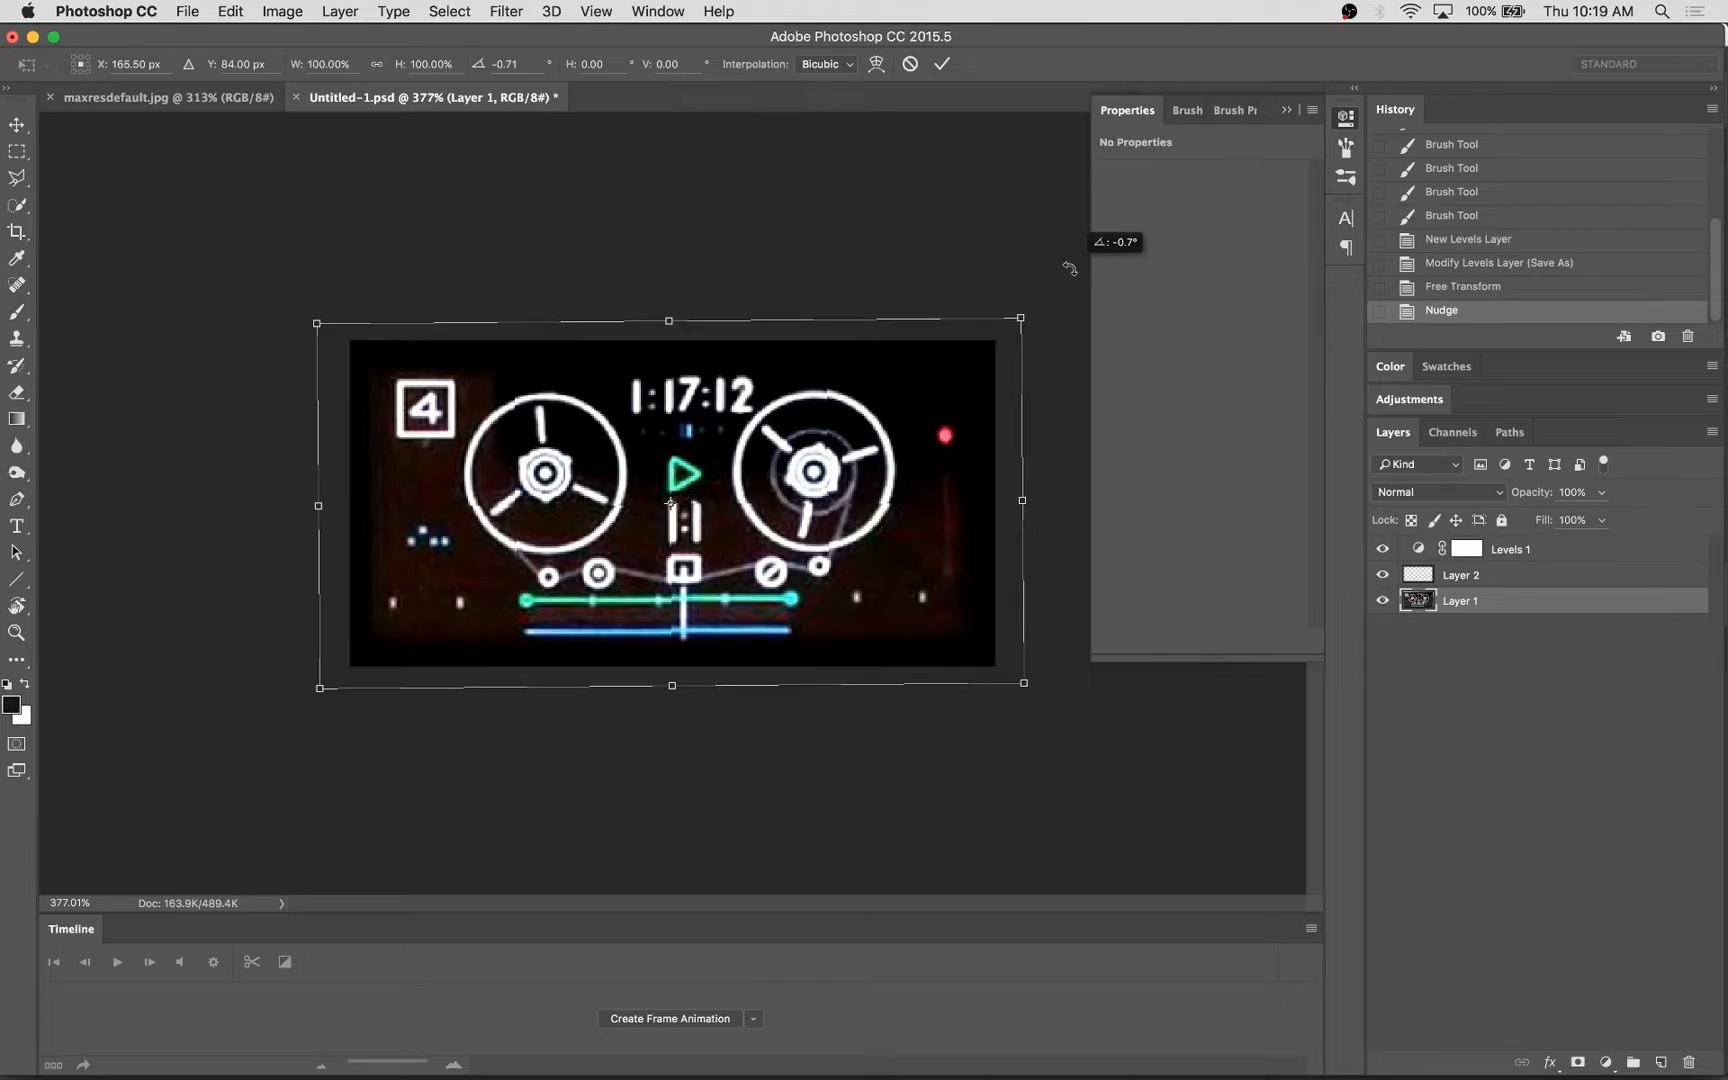 Photoshop CC File Edit Image Layer Type Select Filter 3D View Window Help 100% Thu 10:19 AM
Adobe Photoshop CC 2015.5
X: 165.50 px Y: 84.00 px W: 100.00% H: 100.00% -0.71 ° H: 0.00 ° V: 0.00 ° Interpolation: Bicubic STANDARD
maxresdefault.jpg @ 313% (RGB/8#) Untitled-1.psd @ 377% (Layer 1, RGB/8#) *
Properties Brush Brush Pr
No Properties
History
Brush Tool
Brush Tool
Brush Tool
Brush Tool
New Levels Layer
Modify Levels Layer (Save As)
Free Transform
Nudge
-0.7°
4
1:17:12
1:1
Color Swatches
Adjustments
Layers Channels Paths
Kind
Normal Opacity: 100%
Lock: Fill: 100%
Levels 1
Layer 2
Layer 1
377.01% Doc: 163.9K/489.4K
Timeline
Create Frame Animation